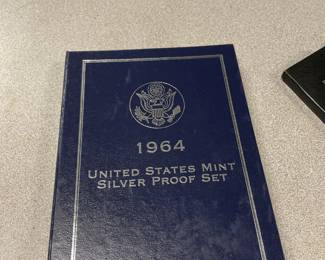 1964
UNITED STATES MINT
SILVER PROOF SET